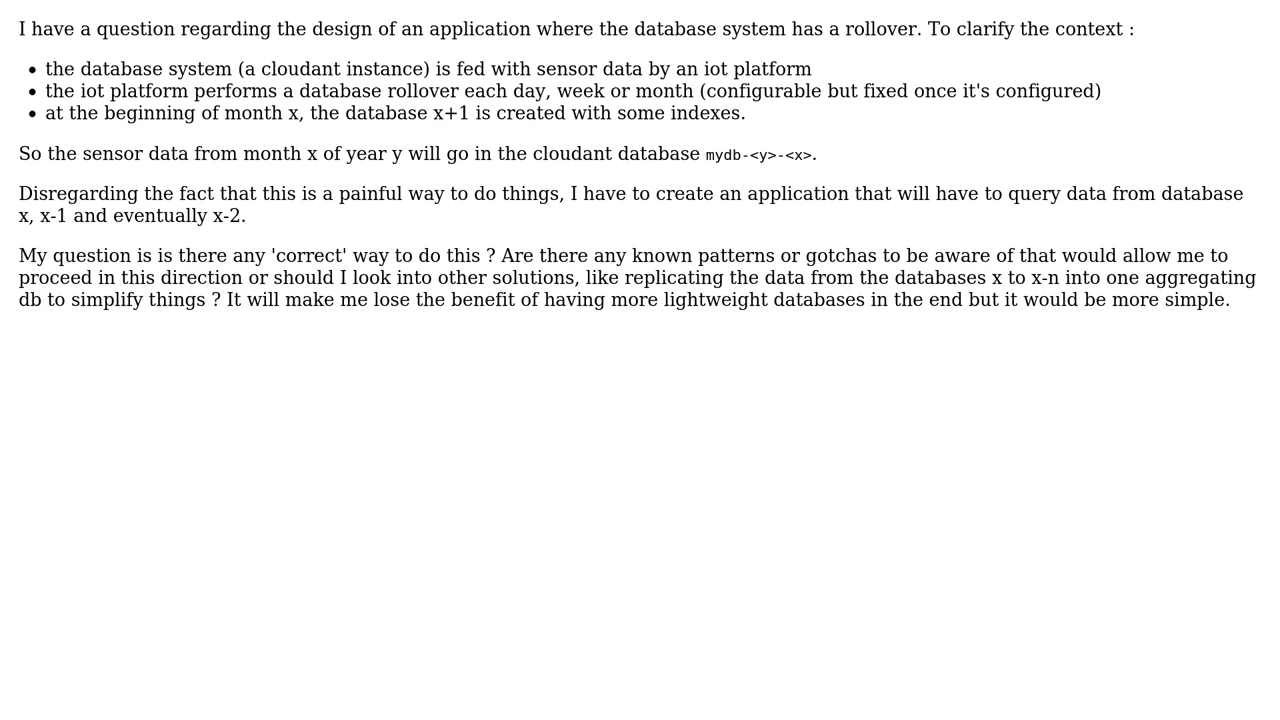 I have a question regarding the design of an application where the database system has a rollover. To clarify the context :
• the database system (a cloudant instance) is fed with sensor data by an iot platform
• the iot platform performs a database rollover each day, week or month (configurable but fixed once it's configured)
• at the beginning of month x, the database x+1 is created with some indexes.
So the sensor data from month x of year y will go in the cloudant database mydb-<y>-<x>.
Disregarding the fact that this is a painful way to do things, I have to create an application that will have to query data from database
x, x-1 and eventually x-2.
My question is is there any 'correct' way to do this ? Are there any known patterns or gotchas to be aware of that would allow me to
proceed in this direction or should I look into other solutions, like replicating the data from the databases x to x-n into one aggregating
db to simplify things ? It will make me lose the benefit of having more lightweight databases in the end but it would be more simple.